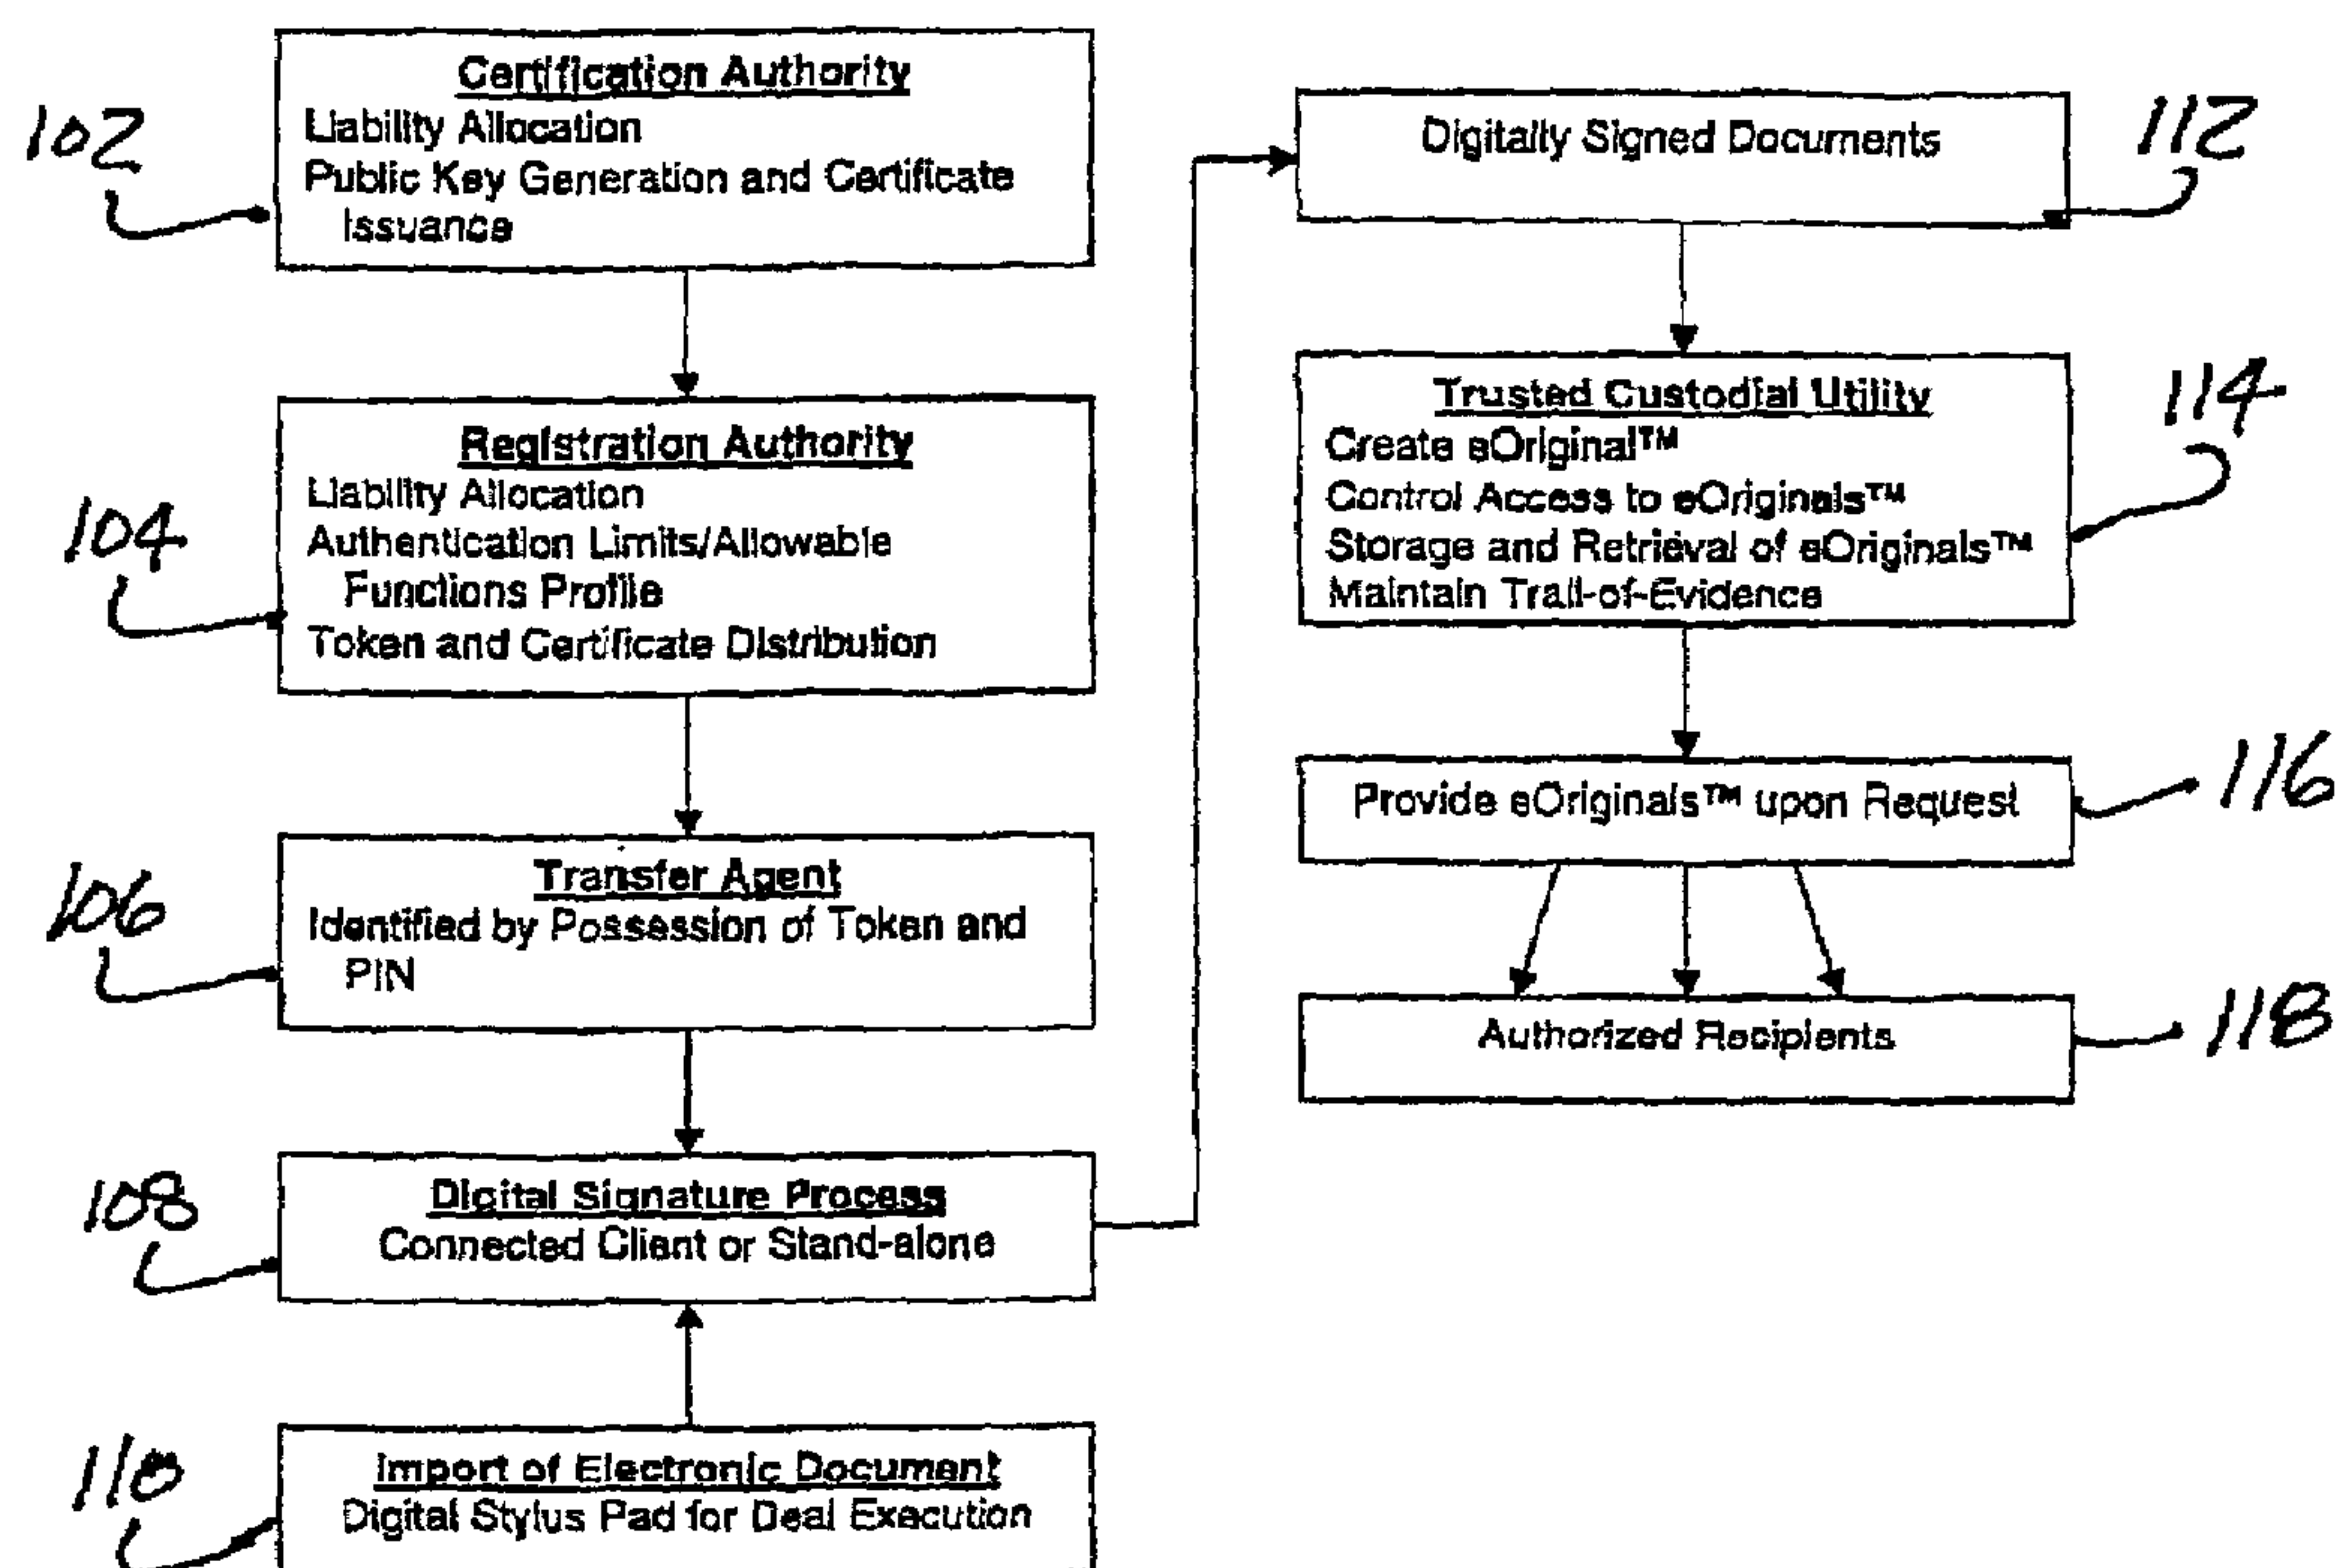 102
Certification Authority
Liability Allocation
Public Key Generation and Certificate
Issuance
104
Registration Authority
Liability Allocation
Authentication Limits/Allowable
Functions Profile
Token and Certificate Distribution
106
Transfer Agent
Identified by Possession of Token and
PIN
108
Digital Signature Process
Connected Client or Stand-alone
110
Import of Electronic Document
Digital Stylus Pad for Deal Execution
Digitally Signed Documents
112
Trusted Custodial Utility
Create eOriginal™
Control Access to eOriginals™
Storage and Retrieval of eOriginals™
Maintain Trail-of-Evidence
114
Provide eOriginals™ upon Request
116
Authorized Recipients
118